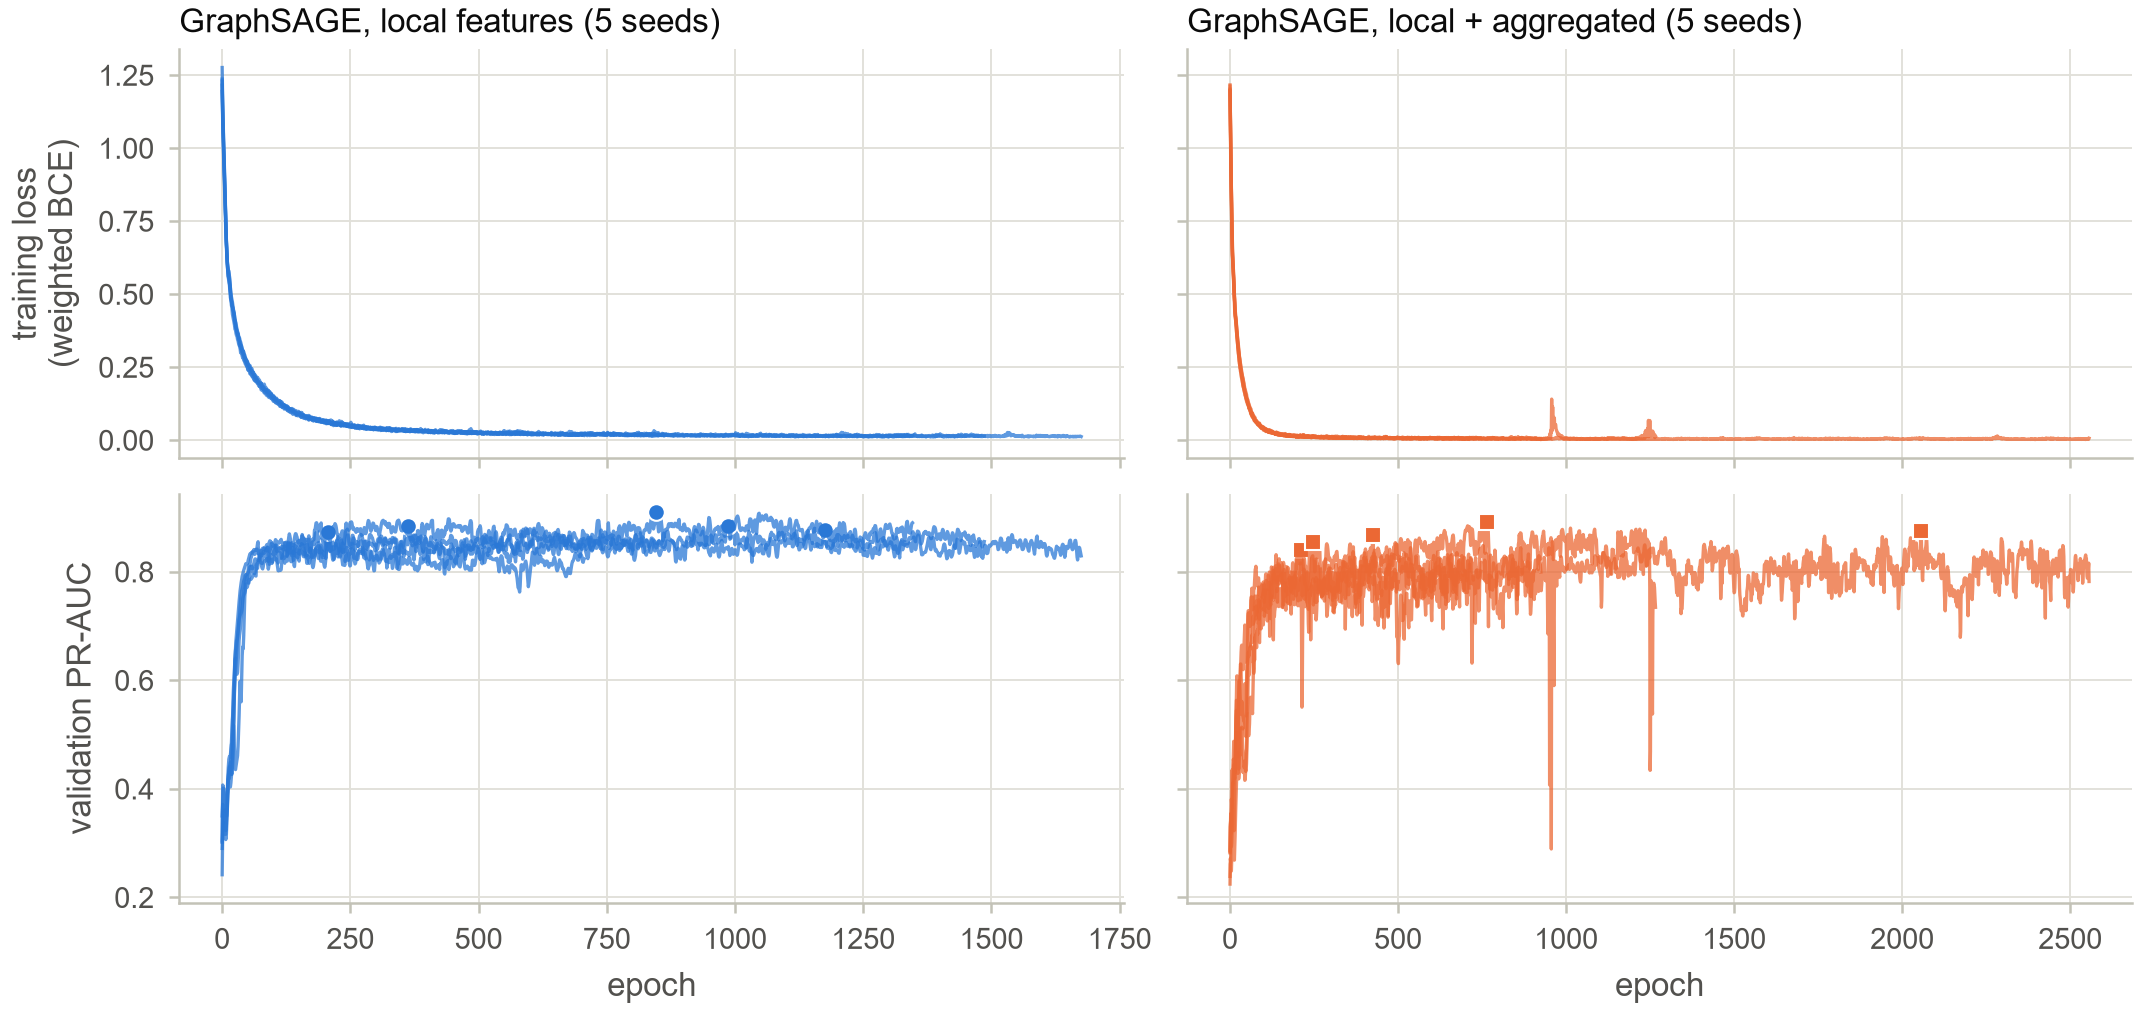 GraphSAGE, local features (5 seeds)
GraphSAGE, local + aggregated (5 seeds)
training loss
(weighted BCE)
1.25
1.00
0.75
0.50
0.25
0.00
validation PR-AUC
0.8
0.6
0.4
0.2
0 250 500 750 1000 1250 1500 1750
0 500 1000 1500 2000 2500
epoch
epoch